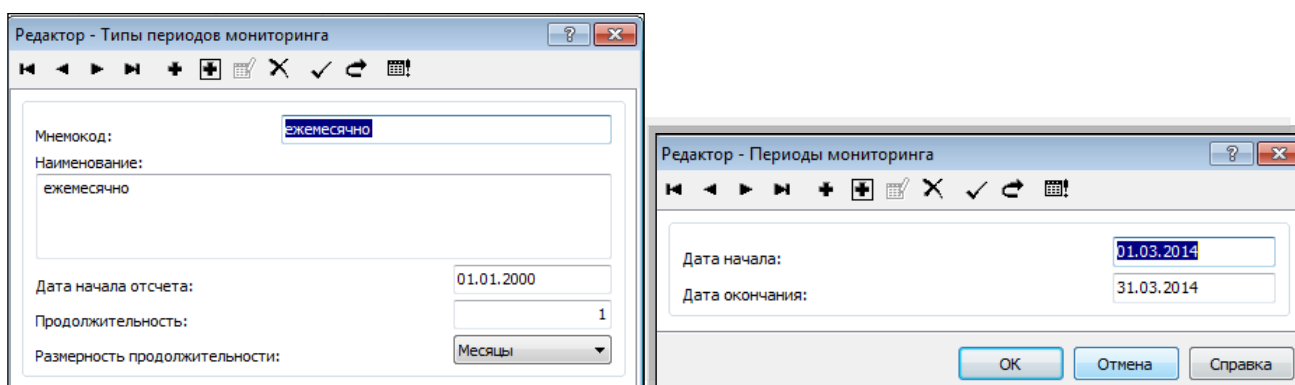 Редактор - Типы периодов мониторинга
Мнемокод:
ежемесячно
Наименование:
ежемесячно
Дата начала отсчета:
01.01.2000
Продолжительность:
1
Размерность продолжительности:
Месяцы
Редактор - Периоды мониторинга
Дата начала:
01.03.2014
Дата окончания:
31.03.2014
ОК
Отмена
Справка